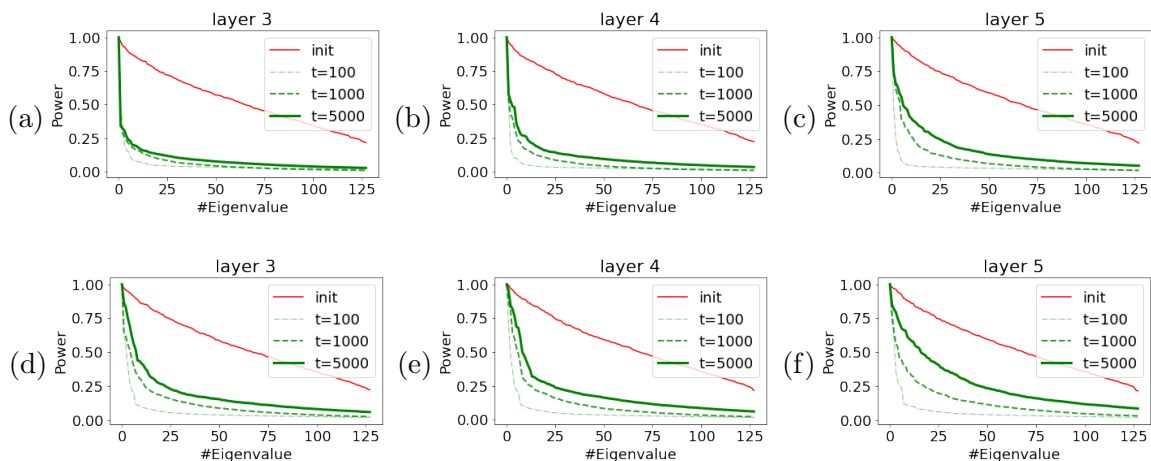 layer 3
(a)
Power
1.00
0.75
0.50
0.25
0.00
init
t=100
t=1000
t=5000
0 25 50 75 100 125
#Eigenvalue
layer 4
(b)
Power
1.00
0.75
0.50
0.25
0.00
init
t=100
t=1000
t=5000
0 25 50 75 100 125
#Eigenvalue
layer 5
(c)
Power
1.00
0.75
0.50
0.25
0.00
init
t=100
t=1000
t=5000
0 25 50 75 100 125
#Eigenvalue
layer 3
(d)
Power
1.00
0.75
0.50
0.25
0.00
init
t=100
t=1000
t=5000
0 25 50 75 100 125
#Eigenvalue
layer 4
(e)
Power
1.00
0.75
0.50
0.25
0.00
init
t=100
t=1000
t=5000
0 25 50 75 100 125
#Eigenvalue
layer 5
(f)
Power
1.00
0.75
0.50
0.25
0.00
init
t=100
t=1000
t=5000
0 25 50 75 100 125
#Eigenvalue